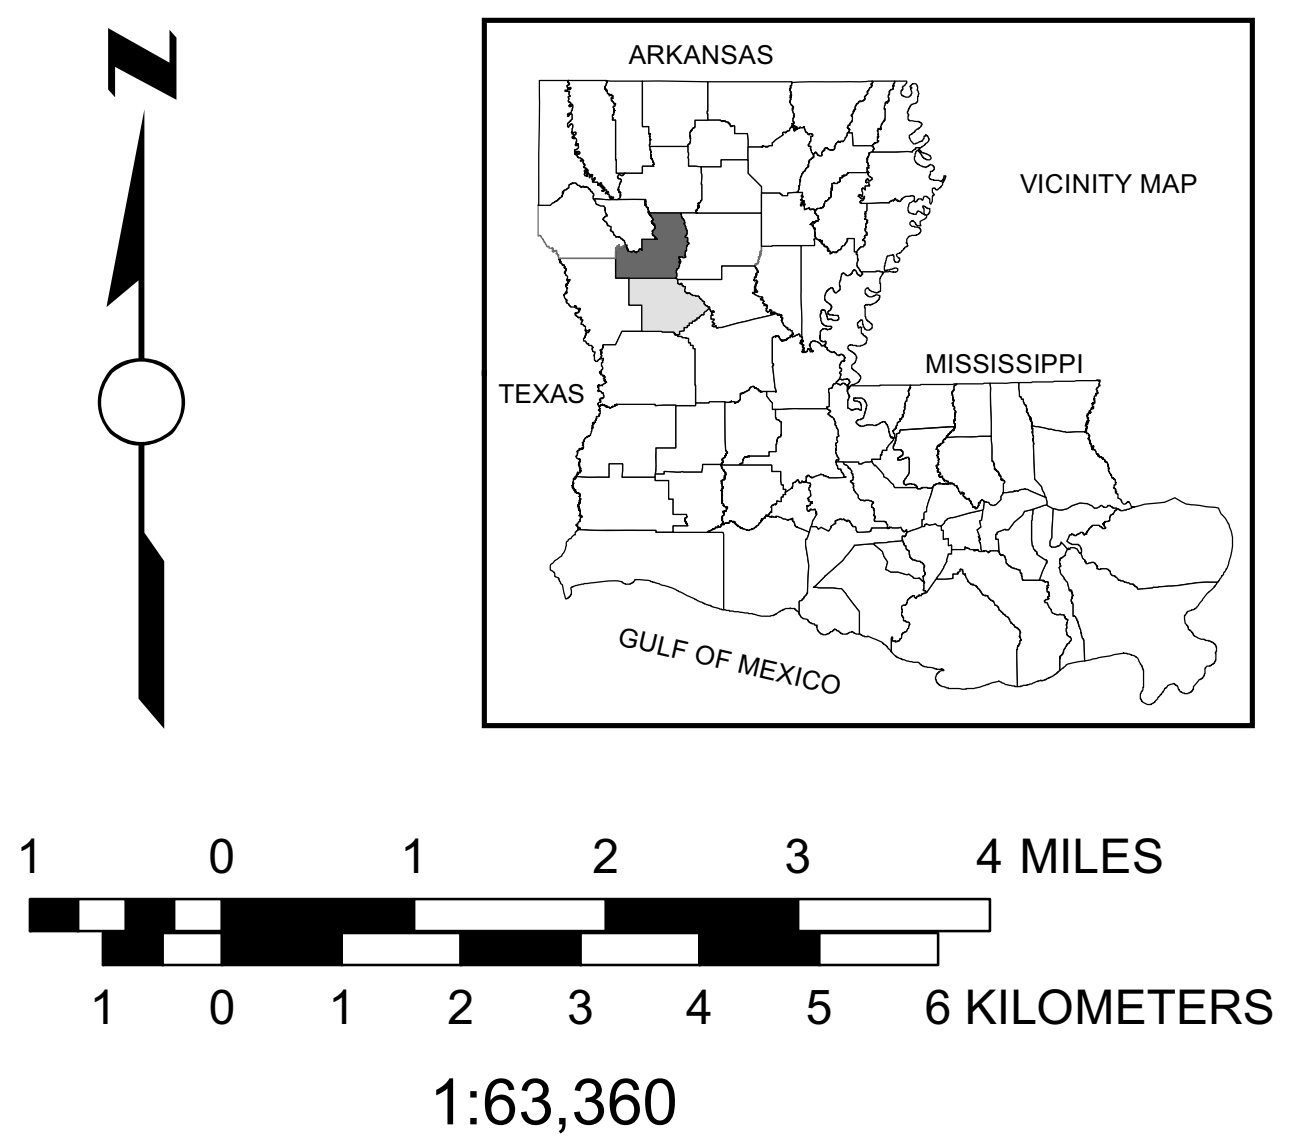 N
ARKANSAS
VICINITY MAP
MISSISSIPPI
TEXAS
GULF OF MEXICO
1 0 1 2 3 4 MILES
1 0 1 2 3 4 5 6 KILOMETERS
1:63,360